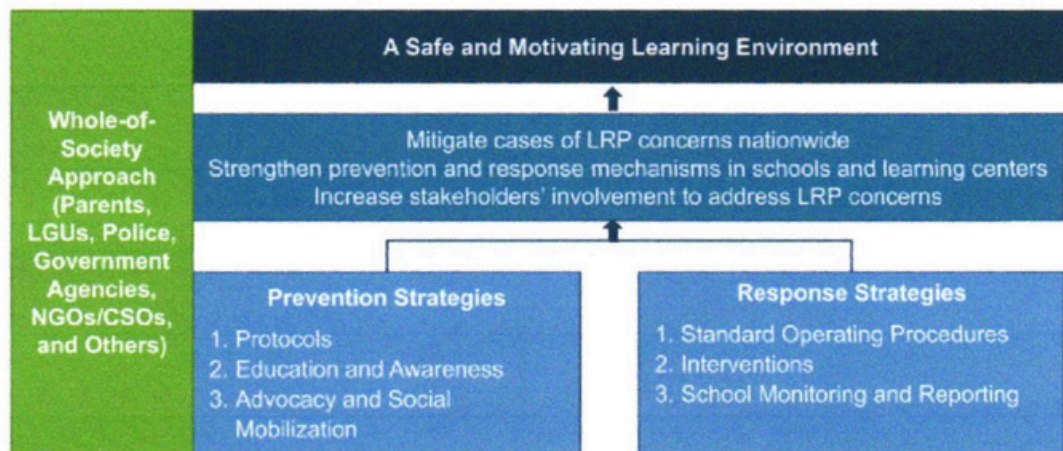 A Safe and Motivating Learning Environment
Whole-of-
Society
Approach
(Parents,
LGUs, Police,
Government
Agencies,
NGOs/CSOs,
and Others)
Mitigate cases of LRP concerns nationwide
Strengthen prevention and response mechanisms in schools and learning centers
Increase stakeholders' involvement to address LRP concerns
Prevention Strategies
1. Protocols
2. Education and Awareness
3. Advocacy and Social
Mobilization
Response Strategies
1. Standard Operating Procedures
2. Interventions
3. School Monitoring and Reporting